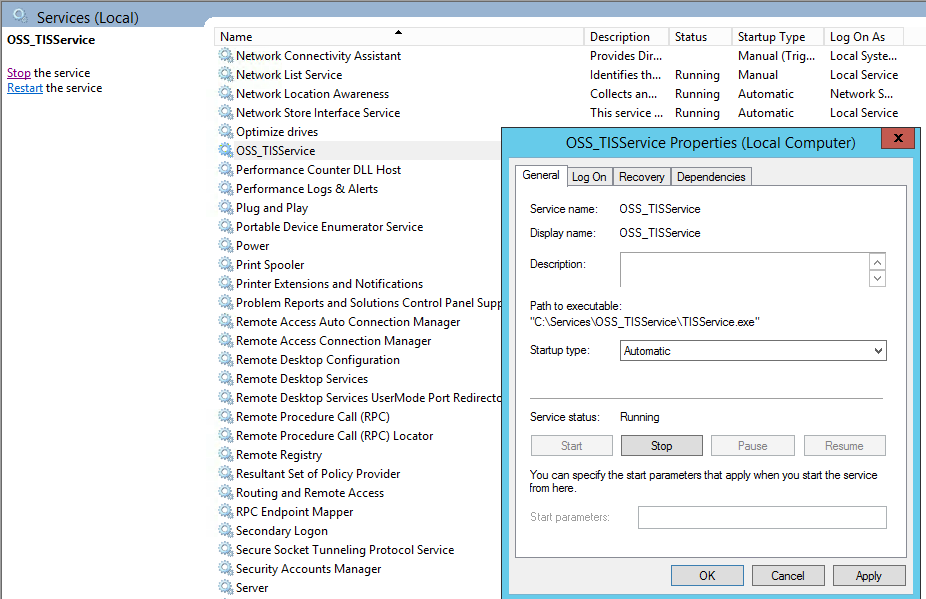 Services (Local)
OSS_TISService
Stop the service
Restart the service
Name Description Status Startup Type Log On As
Network Connectivity Assistant Provides Dir... Manual (Trig... Local Syste...
Network List Service Identifies th... Running Manual Local Service
Network Location Awareness Collects an... Running Automatic Network S...
Network Store Interface Service This service ... Running Automatic Local Service
Optimize drives
OSS_TISService
Performance Counter DLL Host
Performance Logs & Alerts
Plug and Play
Portable Device Enumerator Service
Power
Print Spooler
Printer Extensions and Notifications
Problem Reports and Solutions Control Panel Supp
Remote Access Auto Connection Manager
Remote Access Connection Manager
Remote Desktop Configuration
Remote Desktop Services
Remote Desktop Services UserMode Port Redirecto
Remote Procedure Call (RPC)
Remote Procedure Call (RPC) Locator
Remote Registry
Resultant Set of Policy Provider
Routing and Remote Access
RPC Endpoint Mapper
Secondary Logon
Secure Socket Tunneling Protocol Service
Security Accounts Manager
Server
OSS_TISService Properties (Local Computer)
x
General Log On Recovery Dependencies
Service name: OSS_TISService
Display name: OSS_TISService
Description:
Path to executable:
"C:\Services\OSS_TISService\TISService.exe"
Startup type: Automatic
Service status: Running
Start Stop Pause Resume
You can specify the start parameters that apply when you start the service
from here.
Start parameters:
OK Cancel Apply